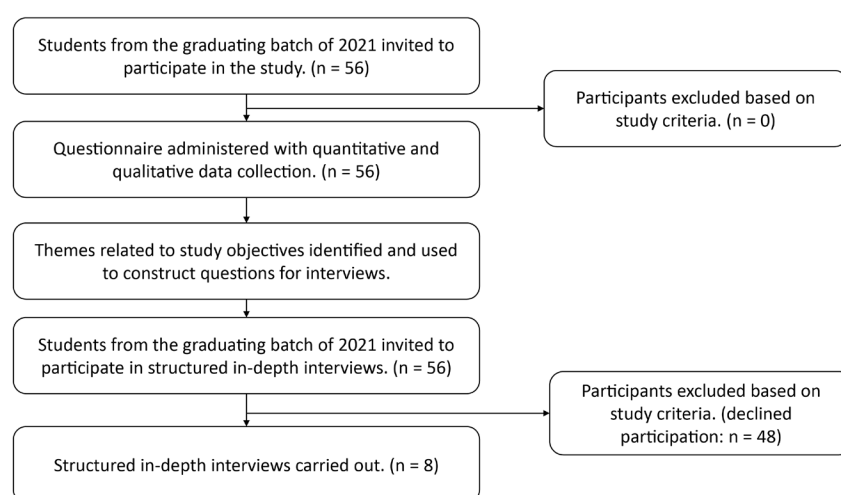 Students from the graduating batch of 2021 invited to
participate in the study. (n = 56)
Participants excluded based on
study criteria. (n = 0)
Questionnaire administered with quantitative and
qualitative data collection. (n = 56)
Themes related to study objectives identified and used
to construct questions for interviews.
Students from the graduating batch of 2021 invited to
participate in structured in-depth interviews. (n = 56)
Participants excluded based on
study criteria. (declined
participation: n = 48)
Structured in-depth interviews carried out. (n = 8)